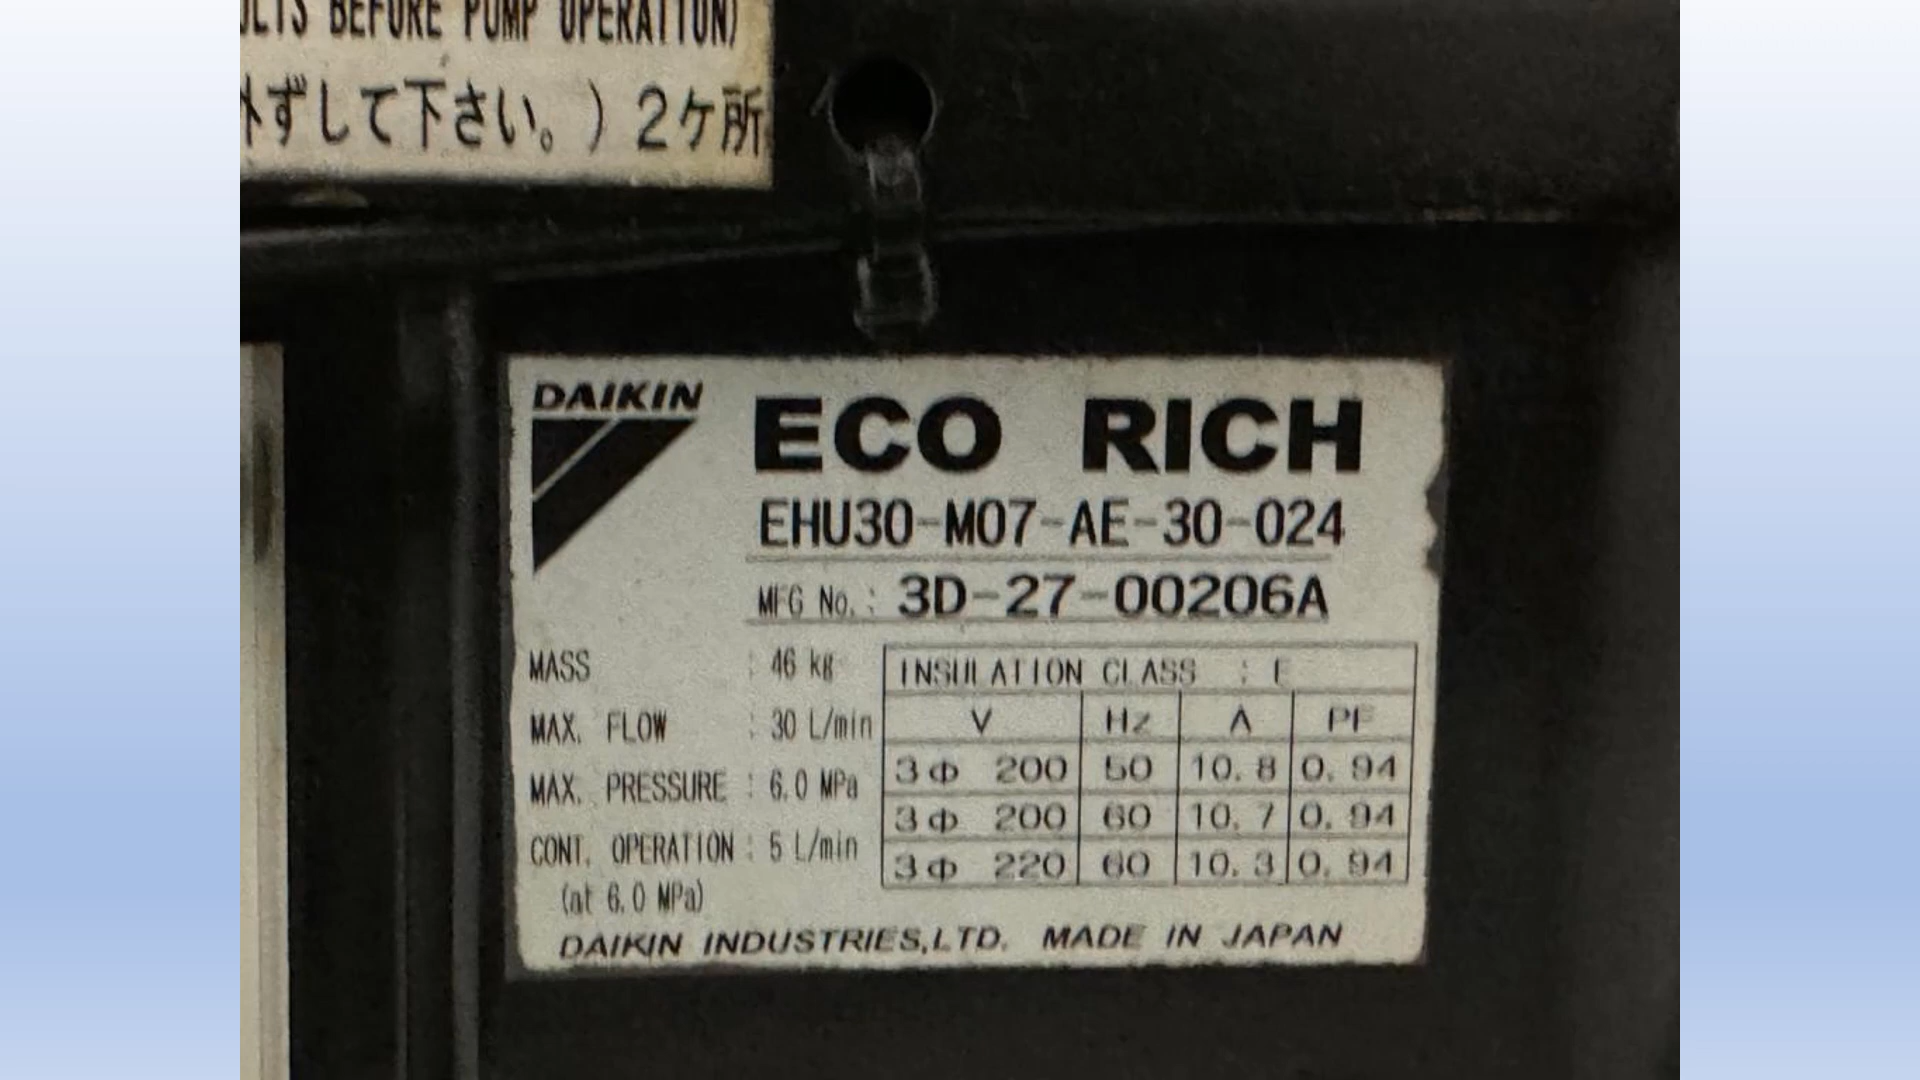 BEFORE PUMP OPERATION)
ずして下さい。) 2ケ所
DAIKIN
ECO RICH
EHU30-M07-AE-30-024
MFG No. : 3D-27-00206A
MASS : 46 kg
MAX. FLOW : 30 L/min
MAX. PRESSURE : 6.0 MPa
CONT. OPERATION : 5 L/min
(at 6.0 MPa)
INSULATION CLASS :
V Hz A PF
3Φ 200 50 10.8 0.94
3Φ 200 60 10.7 0.94
3Φ 220 60 10.3 0.94
DAIKIN INDUSTRIES,LTD. MADE IN JAPAN